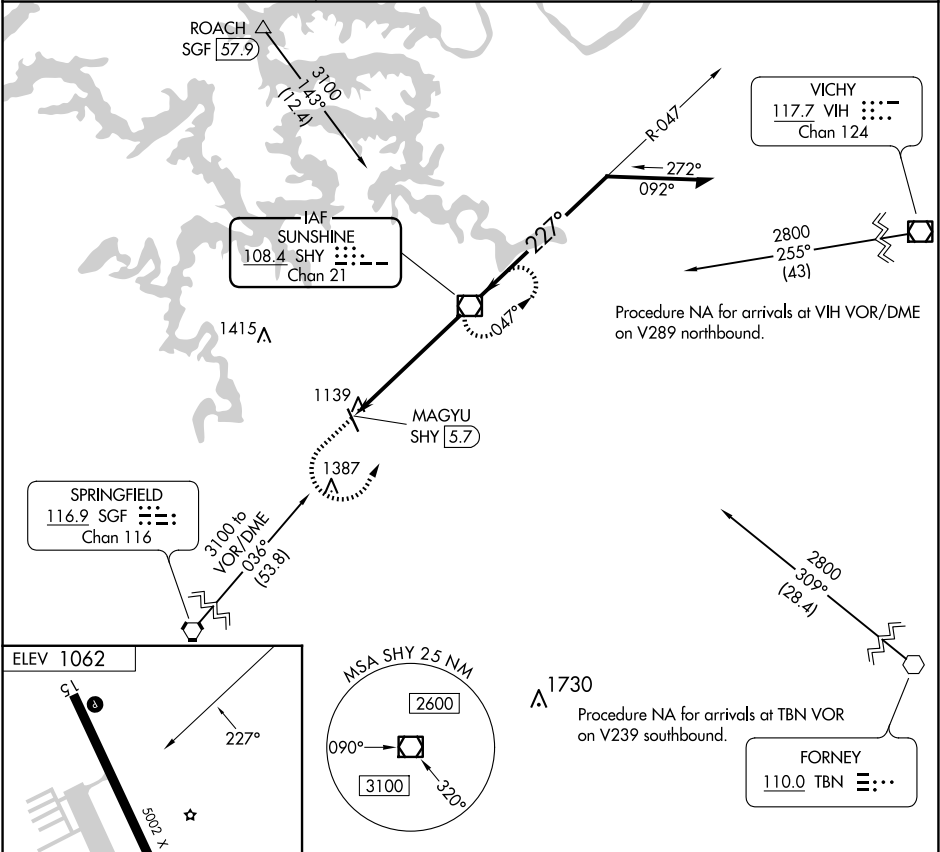 ROACH
SGF 57.9
3100
143°
(12.4)
R-047
272°
092°
VICHY
117.7 VIH
Chan 124
IAF
SUNSHINE
108.4 SHY
Chan 21
227°
2800
255°
(43)
047°
Procedure NA for arrivals at VIH VOR/DME
on V289 northbound.
1415
1139
MAGYU
SHY 5.7
1387
SPRINGFIELD
116.9 SGF
Chan 116
3100 to
VOR/DME
036°
(53.8)
2800
309°
(28.4)
ELEV 1062
15
P
227°
5002 X
MSA SHY 25 NM
2600
090°
3100
320°
1730
Procedure NA for arrivals at TBN VOR
on V239 southbound.
FORNEY
110.0 TBN